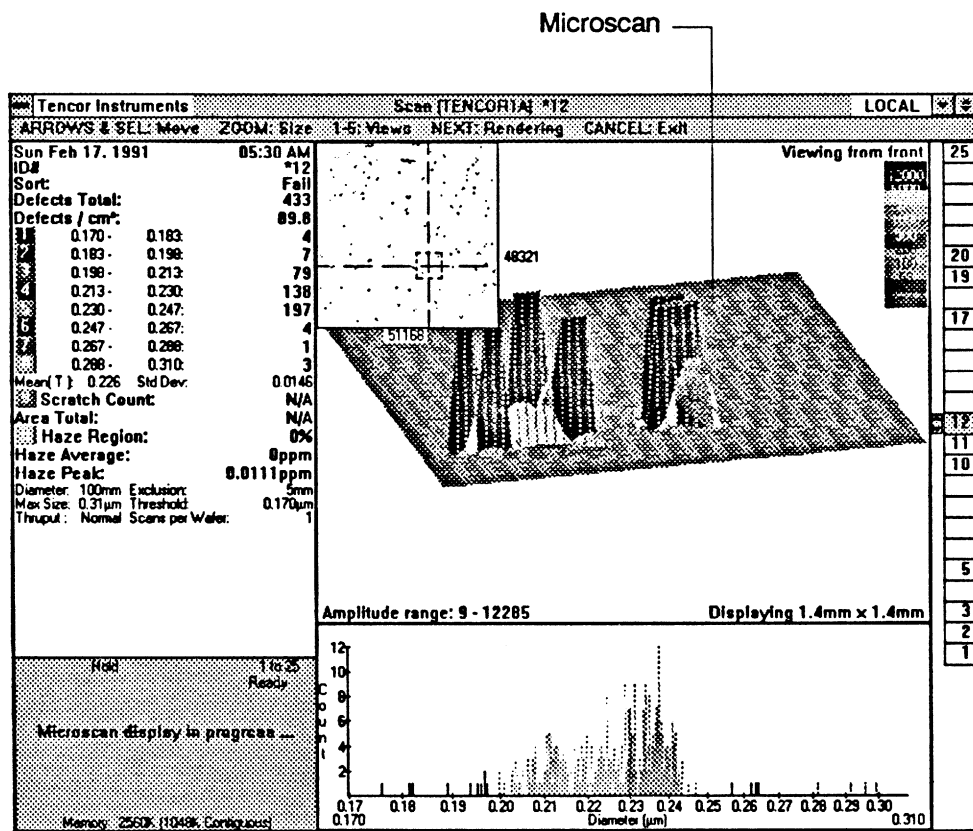 Microscan
Tencor Instruments Scan [TENCOR1A] *12 LOCAL
ARROWS & SEL: Move ZOOM: Size 1-5: Views NEXT: Rendering CANCEL: Exit
Sun Feb 17. 1991 05:30 AM
ID# *12
Sort: Fail
Defects Total: 433
Defects / cm²: 89.8
1 0.170 - 0.183: 4
2 0.183 - 0.198: 7
3 0.198 - 0.213: 79
4 0.213 - 0.230: 138
0.230 - 0.247: 197
6 0.247 - 0.267: 4
7 0.267 - 0.288: 1
0.288 - 0.310: 3
Mean( T ): 0.226 Std Dev: 0.0146
Scratch Count: N/A
Area Total: N/A
Haze Region: 0%
Haze Average: 0ppm
Haze Peak: 0.0111ppm
Diameter: 100mm Exclusion: 5mm
Max Size: 0.31µm Threshold: 0.170µm
Thruput : Normal Scans per Wafer: 1
Hold 1 to 25
Ready
Microscan display in progress ...
Memory: 2560K (1048K Contiguous)
Viewing from front
48321
51168
Amplitude range: 9 - 12285 Displaying 1.4mm x 1.4mm
Count
12
10
8
6
4
2
0.17 0.18 0.19 0.20 0.21 0.22 0.23 0.24 0.25 0.26 0.27 0.28 0.29 0.30
0.170 Diameter (µm) 0.310
25
20
19
17
12
11
10
5
3
2
1